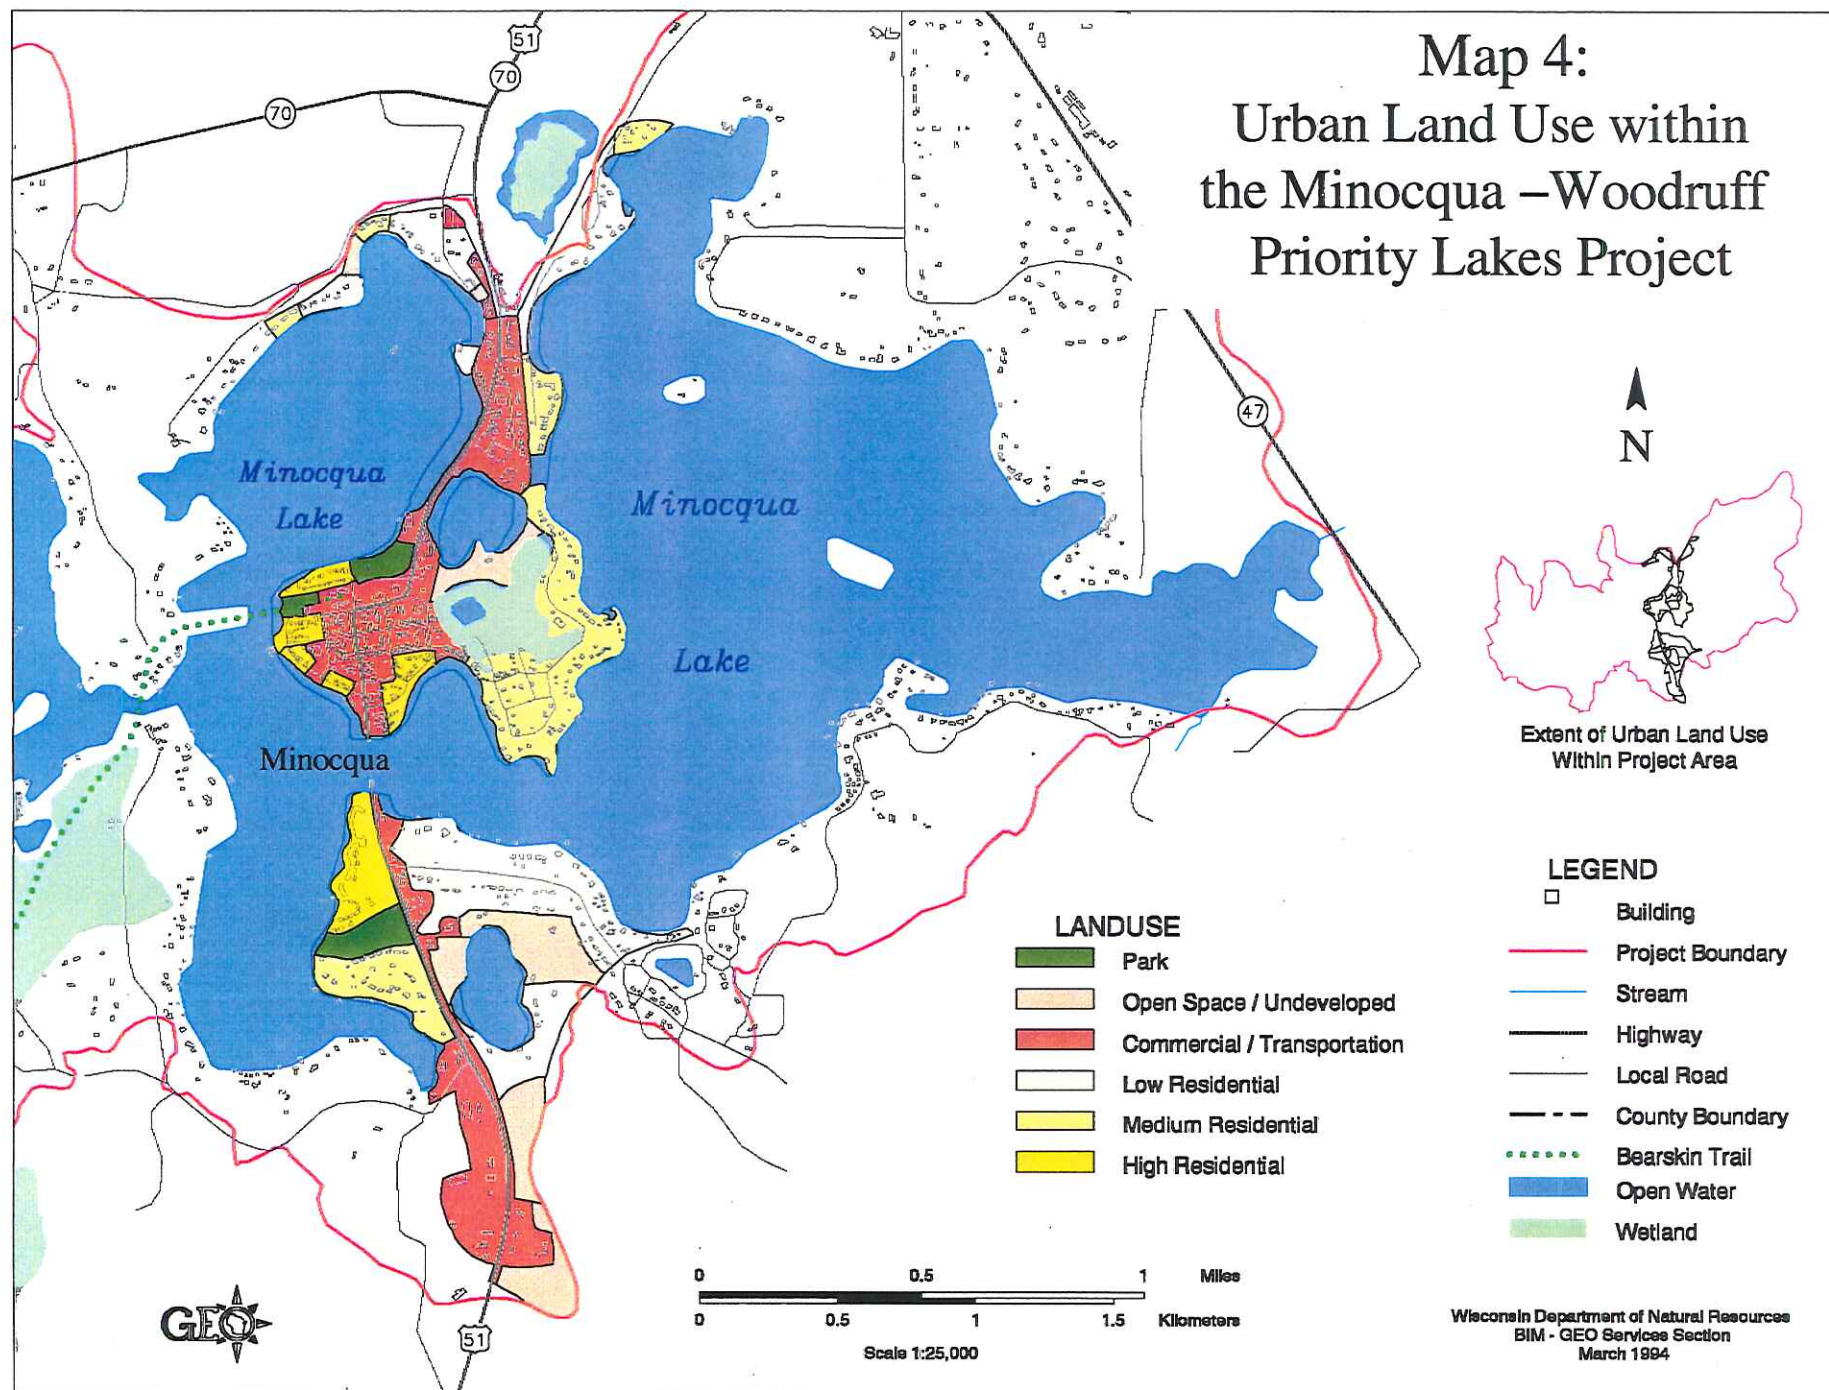 Map 4:
Urban Land Use within
the Minocqua – Woodruff
Priority Lakes Project
51
70
70
47
N
Minocqua
Lake
Minocqua
Lake
Minocqua
Extent of Urban Land Use
Within Project Area
LANDUSE
Park
Open Space / Undeveloped
Commercial / Transportation
Low Residential
Medium Residential
High Residential
LEGEND
Building
Project Boundary
Stream
Highway
Local Road
County Boundary
Bearskin Trail
Open Water
Wetland
GEO
51
0 0.5 1 Miles
0 0.5 1 1.5 Kilometers
Scale 1:25,000
Wisconsin Department of Natural Resources
BIM - GEO Services Section
March 1994